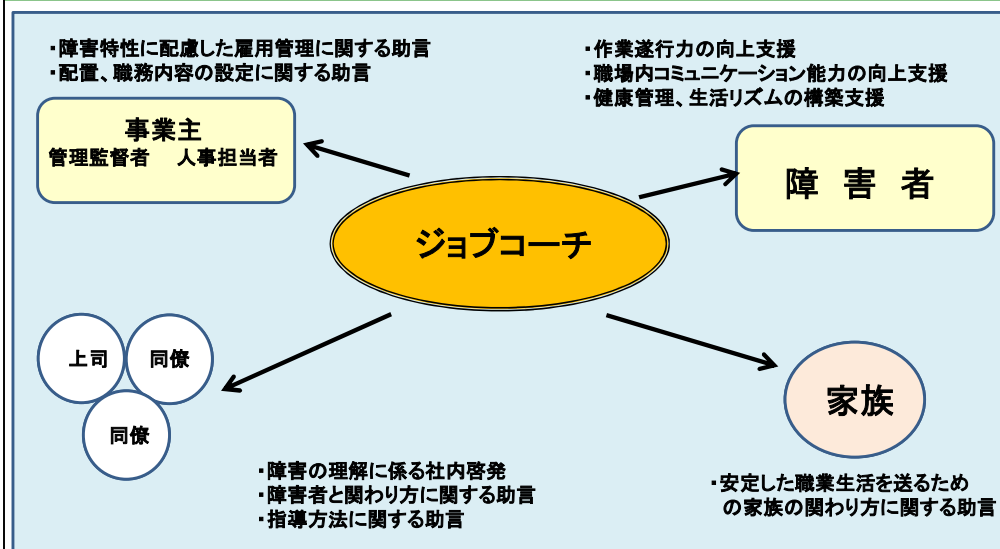 ・障害特性に配慮した雇用管理に関する助言
・配置、職務内容の設定に関する助言
事業主
管理監督者　人事担当者
・作業遂行力の向上支援
・職場内コミュニケーション能力の向上支援
・健康管理、生活リズムの構築支援
障　害　者
ジョブコーチ
上司
同僚
同僚
・障害の理解に係る社内啓発
・障害者と関わり方に関する助言
・指導方法に関する助言
家族
・安定した職業生活を送るため
の家族の関わり方に関する助言